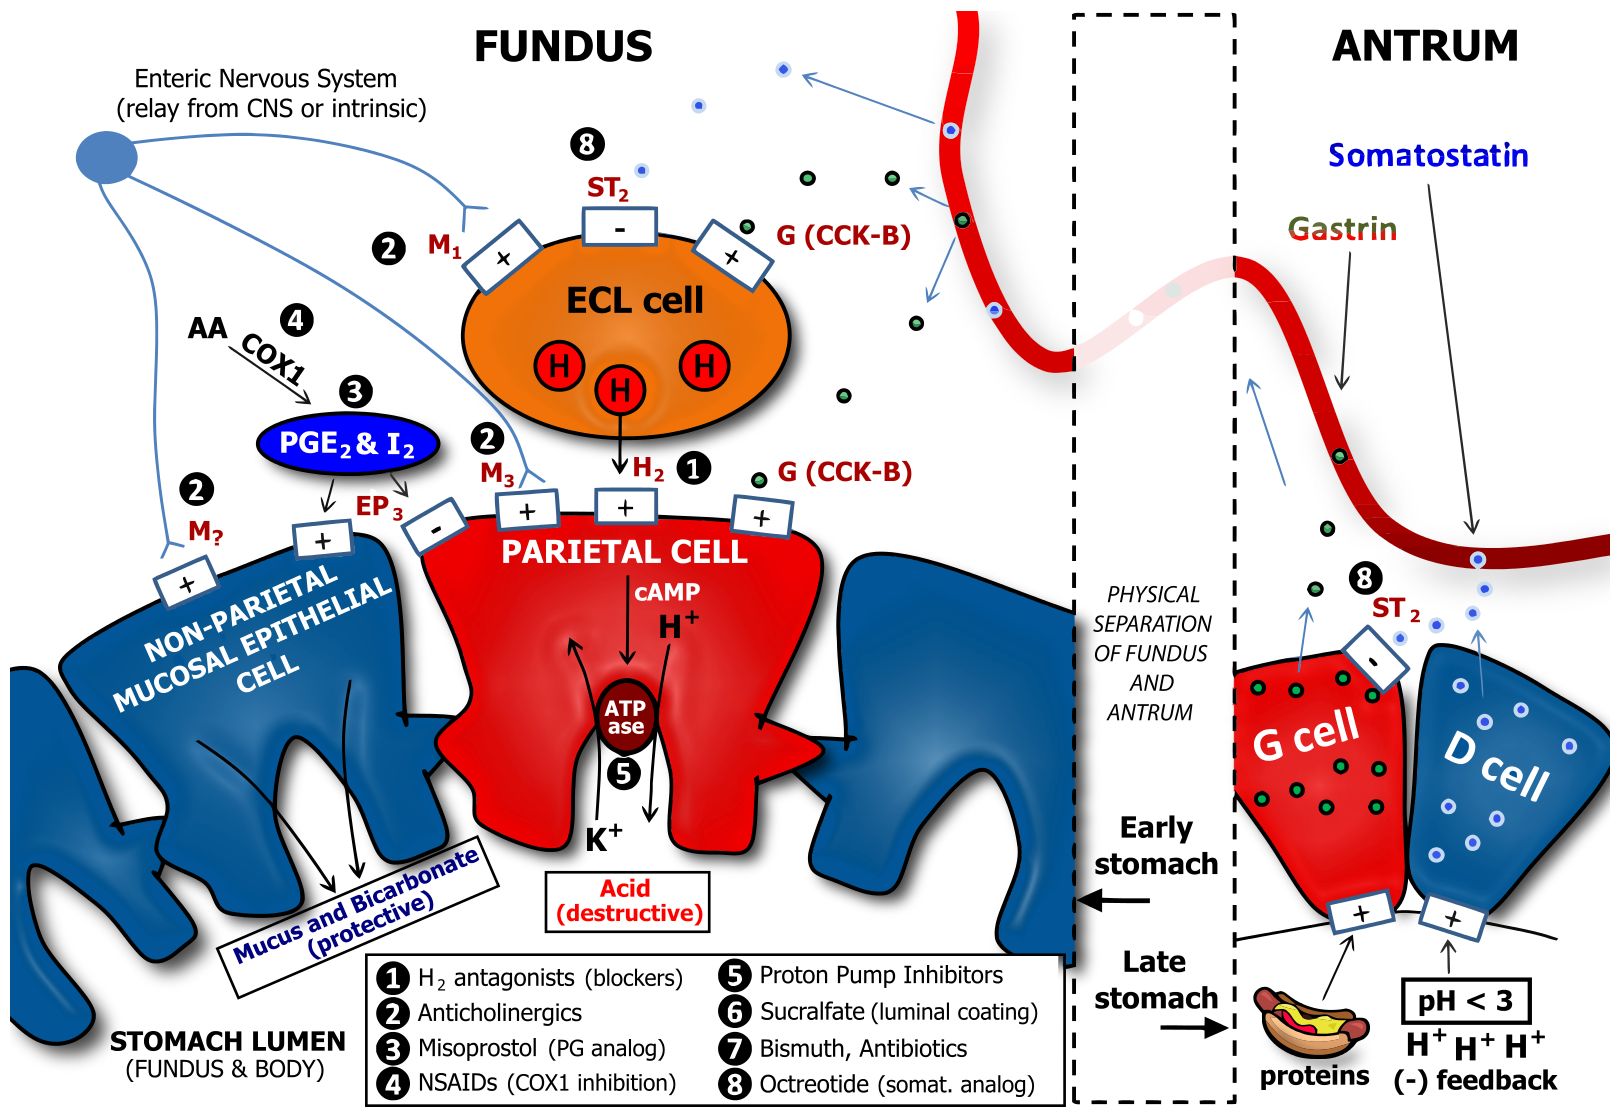 FUNDUS
ANTRUM
Enteric Nervous System
(relay from CNS or intrinsic)
8
ST2
2
M1
+
-
+
G (CCK-B)
ECL cell
H
H
H
AA
COX1
4
3
PGE2 & I2
EP3
2
M?
+
+
-
2
M3
+
H2
1
+
G (CCK-B)
+
NON-PARIETAL
MUCOSAL EPITHELIAL
CELL
PARIETAL CELL
cAMP
H+
ATP
ase
5
K+
Mucus and Bicarbonate
(protective)
Acid
(destructive)
STOMACH LUMEN
(FUNDUS & BODY)
1 H2 antagonists (blockers)
2 Anticholinergics
3 Misoprostol (PG analog)
4 NSAIDs (COX1 inhibition)
5 Proton Pump Inhibitors
6 Sucralfate (luminal coating)
7 Bismuth, Antibiotics
8 Octreotide (somat. analog)
PHYSICAL
SEPARATION
OF FUNDUS
AND
ANTRUM
Early
stomach
Late
stomach
Somatostatin
Gastrin
8
ST2
-
G cell
D cell
+
+
pH < 3
H+ H+ H+
proteins
(-) feedback